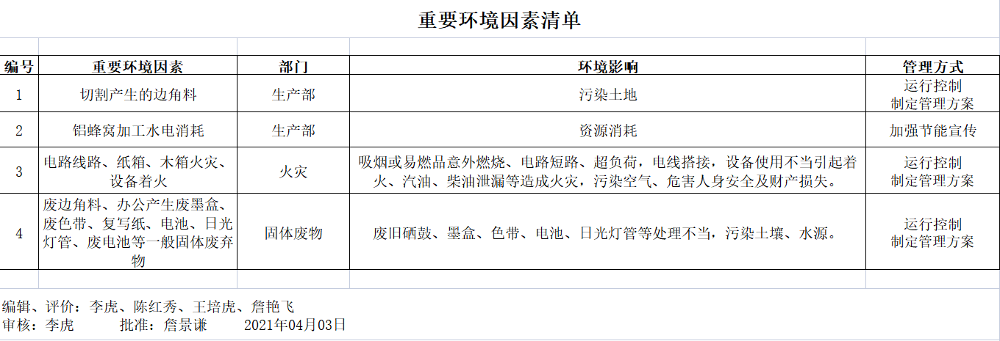 重要环境因素清单
编号 重要环境因素 部门 环境影响 管理方式
1 切割产生的边角料 生产部 污染土地 运行控制
制定管理方案
2 铝蜂窝加工水电消耗 生产部 资源消耗 加强节能宣传
3 电路线路、纸箱、木箱火灾、
设备着火
火灾
吸烟或易燃品意外燃烧、电路短路、超负荷，电线搭接，设备使用不当引起着
火、汽油、柴油泄漏等造成火灾，污染空气、危害人身安全及财产损失。
运行控制
制定管理方案
4 废边角料、办公产生废墨盒、
废色带、复写纸、电池、日光
灯管、废电池等一般固体废弃
物
固体废物
废旧硒鼓、墨盒、色带、电池、日光灯管等处理不当，污染土壤、水源。
运行控制
制定管理方案
编辑、评价：李虎、陈红秀、王培虎、詹艳飞
审核：李虎 批准：詹景谦 2021年04月03日